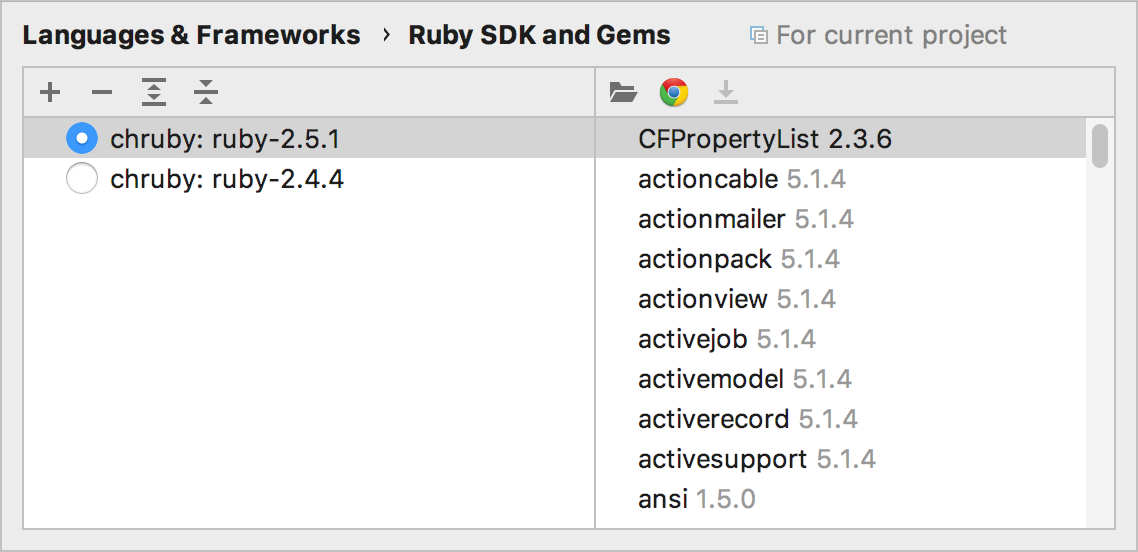 Languages & Frameworks › Ruby SDK and Gems For current project
chruby: ruby-2.5.1
chruby: ruby-2.4.4
CFPropertyList 2.3.6
actioncable 5.1.4
actionmailer 5.1.4
actionpack 5.1.4
actionview 5.1.4
activejob 5.1.4
activemodel 5.1.4
activerecord 5.1.4
activesupport 5.1.4
ansi 1.5.0